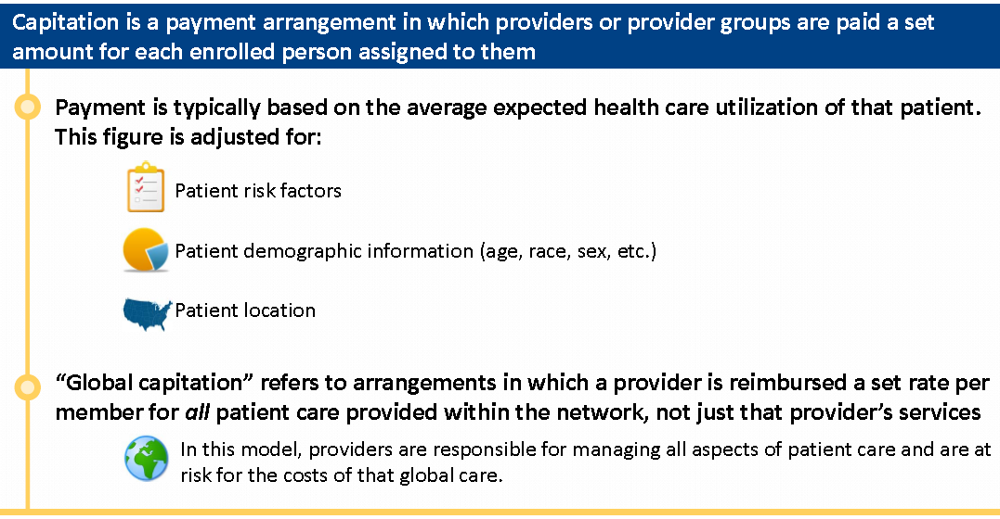 Capitation is a payment arrangement in which providers or provider groups are paid a set
amount for each enrolled person assigned to them
Payment is typically based on the average expected health care utilization of that patient.
This figure is adjusted for:
Patient risk factors
Patient demographic information (age, race, sex, etc.)
Patient location
“Global capitation” refers to arrangements in which a provider is reimbursed a set rate per
member for all patient care provided within the network, not just that provider’s services
In this model, providers are responsible for managing all aspects of patient care and are at
risk for the costs of that global care.